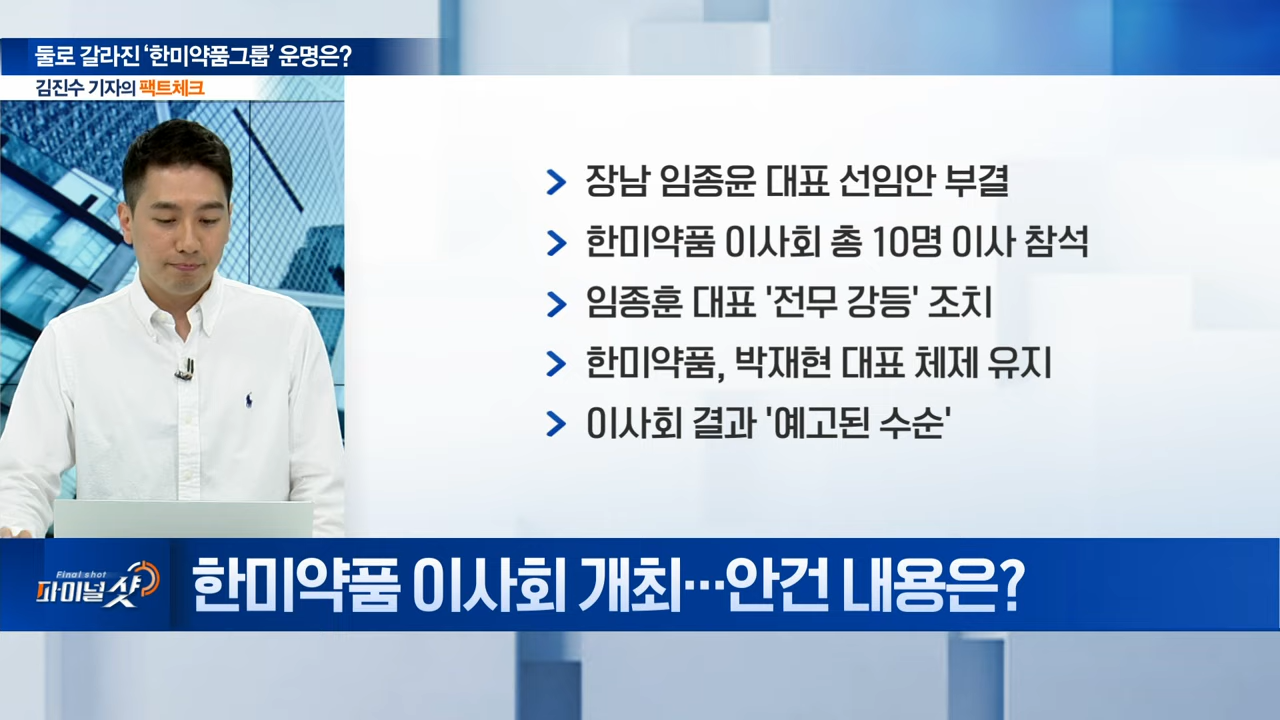 둘로 갈라진 ‘한미약품그룹’ 운명은?
김진수 기자의 팩트체크
장남 임종윤 대표 선임안 부결
한미약품 이사회 총 10명 이사 참석
임종훈 대표 '전무 강등' 조치
한미약품, 박재현 대표 체제 유지
이사회 결과 '예고된 수순'
Final shot
파이널 샷
한미약품 이사회 개최…안건 내용은?